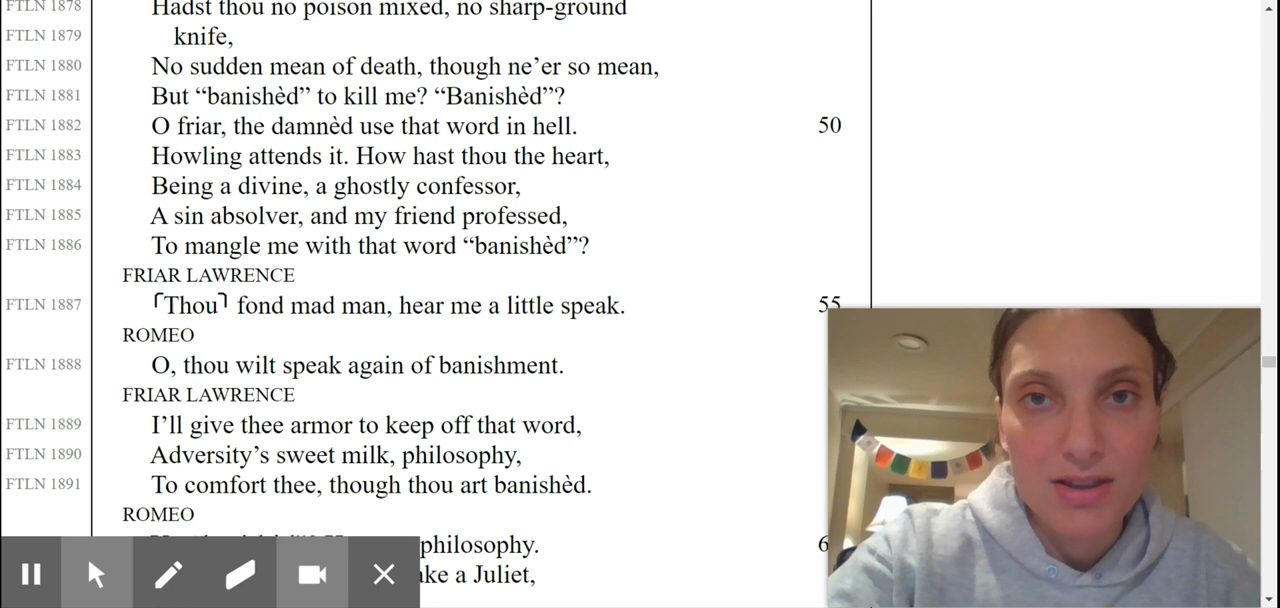 FTLN 1878 Hadst thou no poison mixed, no sharp-ground
FTLN 1879 knife,
FTLN 1880 No sudden mean of death, though ne’er so mean,
FTLN 1881 But “banishèd” to kill me? “Banishèd”?
FTLN 1882 O friar, the damnèd use that word in hell. 50
FTLN 1883 Howling attends it. How hast thou the heart,
FTLN 1884 Being a divine, a ghostly confessor,
FTLN 1885 A sin absolver, and my friend professed,
FTLN 1886 To mangle me with that word “banishèd”?
FRIAR LAWRENCE
FTLN 1887 ⌜Thou⌝ fond mad man, hear me a little speak. 55
ROMEO
FTLN 1888 O, thou wilt speak again of banishment.
FRIAR LAWRENCE
FTLN 1889 I’ll give thee armor to keep off that word,
FTLN 1890 Adversity’s sweet milk, philosophy,
FTLN 1891 To comfort thee, though thou art banishèd.
ROMEO
philosophy.
a Juliet,